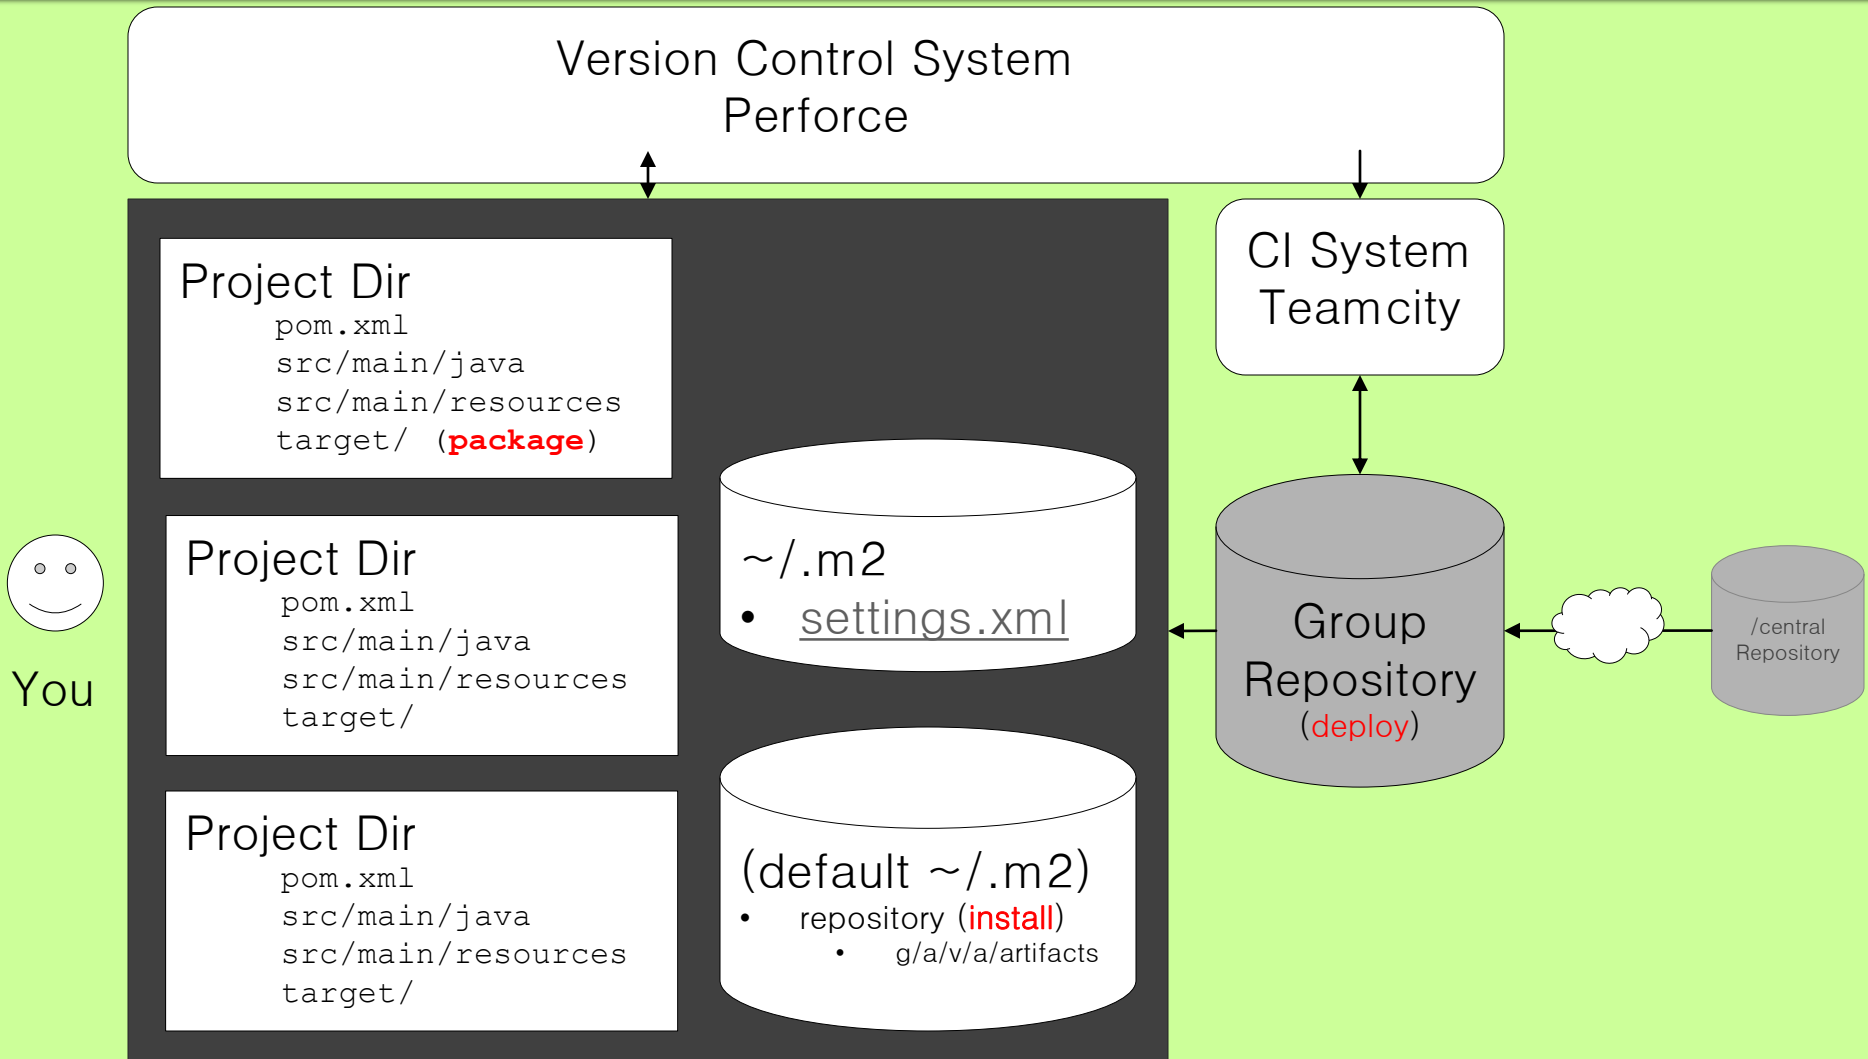 Version Control System
Perforce
Project Dir
pom.xml
src/main/java
src/main/resources
target/ (package)
Project Dir
pom.xml
src/main/java
src/main/resources
target/
Project Dir
pom.xml
src/main/java
src/main/resources
target/
You
~/.m2
• settings.xml
(default ~/.m2)
• repository (install)
• g/a/v/a/artifacts
CI System
Teamcity
Group
Repository
(deploy)
/central
Repository